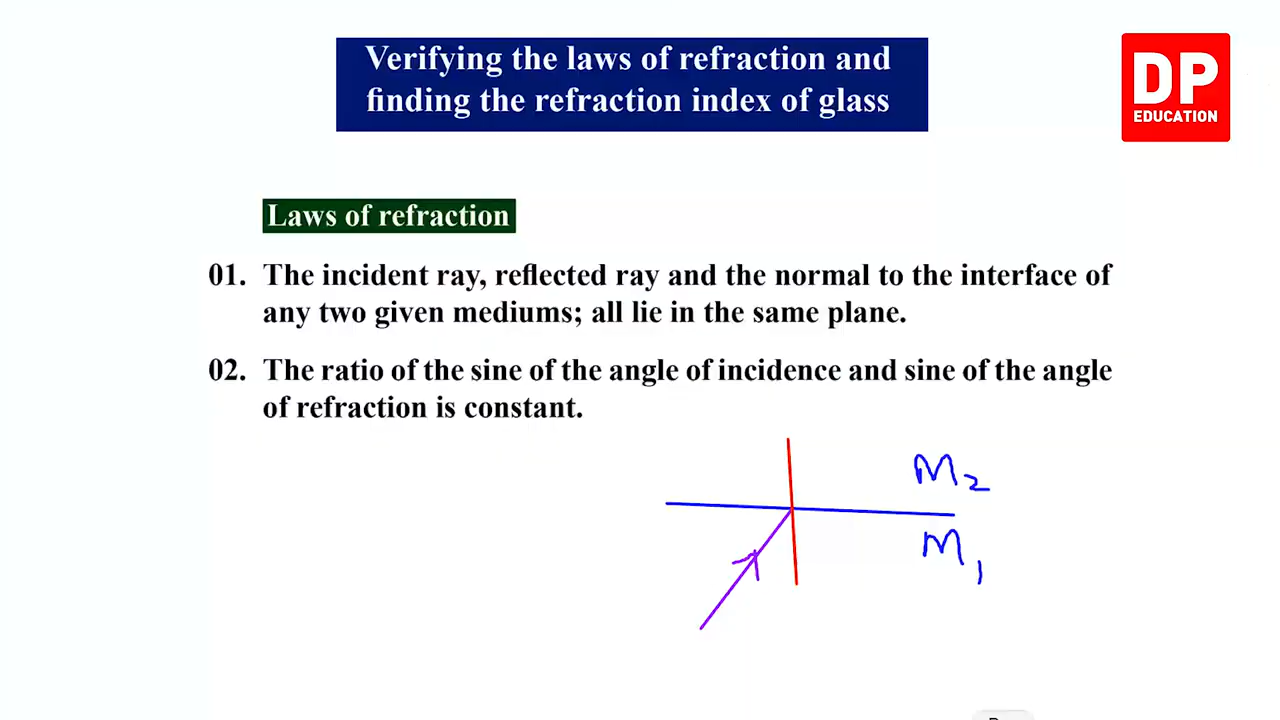 Verifying the laws of refraction and
finding the refraction index of glass
DP
EDUCATION
Laws of refraction
01. The incident ray, reflected ray and the normal to the interface of
any two given mediums; all lie in the same plane.
02. The ratio of the sine of the angle of incidence and sine of the angle
of refraction is constant.
M2
M1